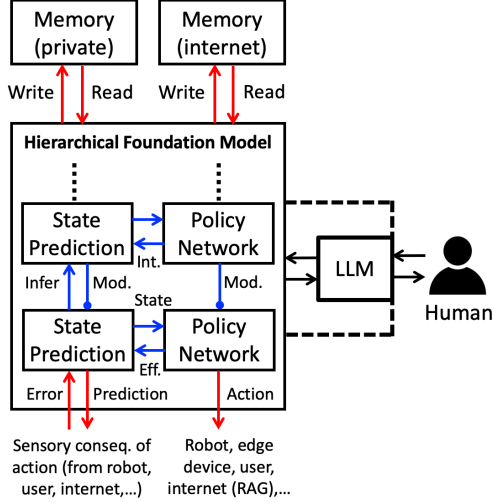 Memory
(private)
Memory
(internet)
Write
Read
Write
Read
Hierarchical Foundation Model
State
Prediction
Policy
Network
Int.
Infer
Mod.
State
Mod.
State
Prediction
Policy
Network
Eff.
Error
Prediction
Action
LLM
Human
Sensory conseq. of
action (from robot,
user, internet,...)
Robot, edge
device, user,
internet (RAG),...